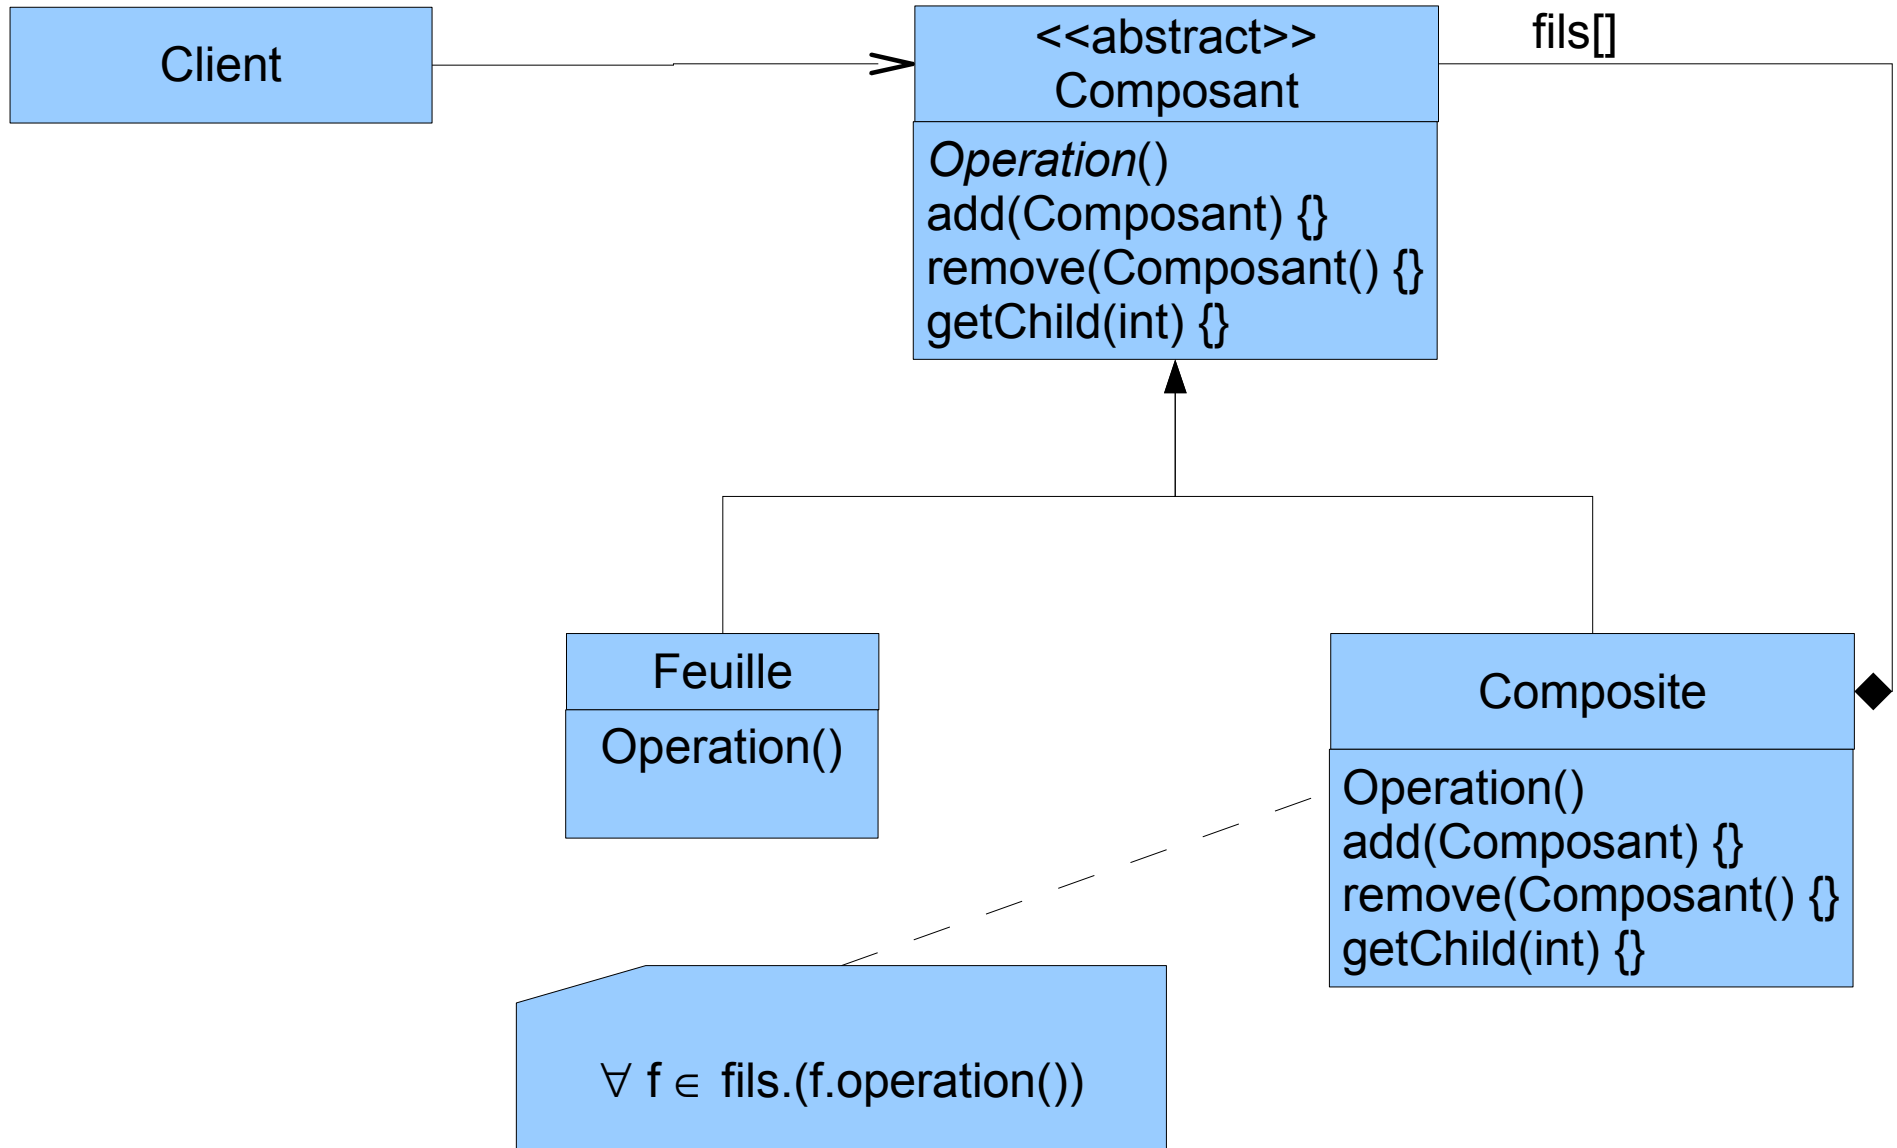 Client
<<abstract>>
Composant
fils[]
Operation()
add(Composant) {}
remove(Composant() {}
getChild(int) {}
Feuille
Operation()
Composite
Operation()
add(Composant) {}
remove(Composant() {}
getChild(int) {}
∀ f ∈ fils.(f.operation())